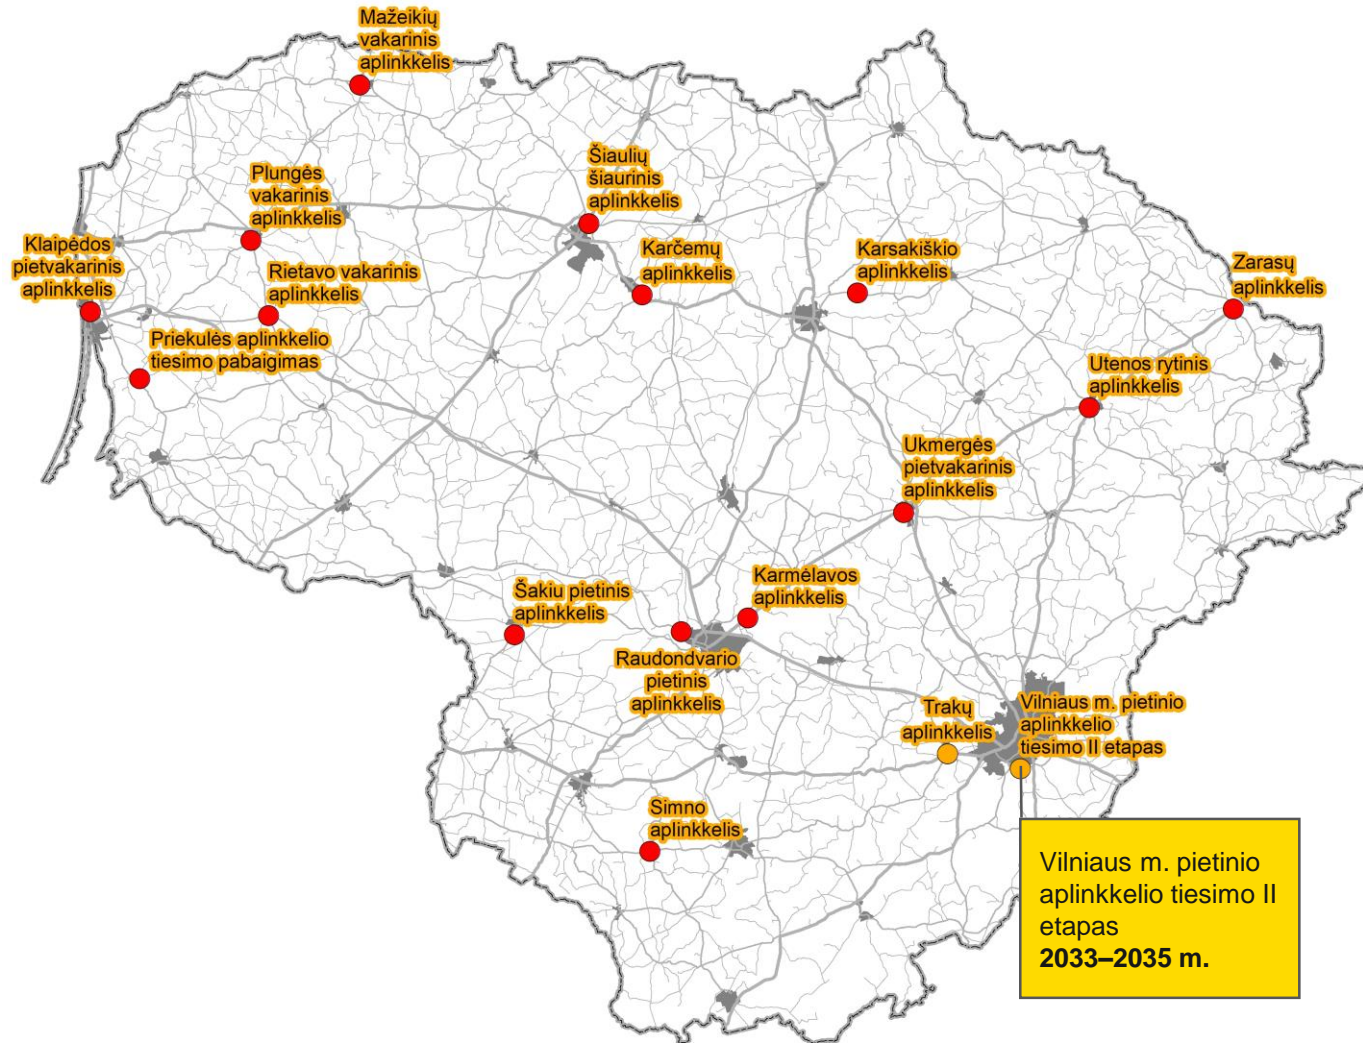 Mažeikių
vakarinis
aplinkkelis
Plungės
vakarinis
aplinkkelis
Šiaulių
šiaurinis
aplinkkelis
Klaipėdos
pietvakarinis
aplinkkelis
Rietavo vakarinis
aplinkkelis
Karčemų
aplinkkelis
Karsakiškio
aplinkkelis
Zarasų
aplinkkelis
Priekulės aplinkkelio
tiesimo pabaigimas
Utenos rytinis
aplinkkelis
Ukmergės
pietvakarinis
aplinkkelis
Šakiu pietinis
aplinkkelis
Karmėlavos
aplinkkelis
Raudondvario
pietinis
aplinkkelis
Trakų
aplinkkelis
Vilniaus m. pietinio
aplinkkelio
tiesimo II etapas
Simno
aplinkkelis
Vilniaus m. pietinio
aplinkkelio tiesimo II
etapas
2033–2035 m.